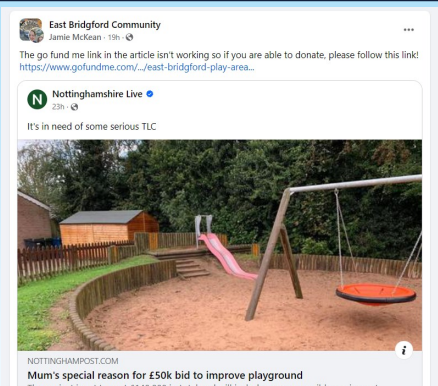 East Bridgford Community
Jamie McKean · 19h ·
The go fund me link in the article isn't working so if you are able to donate, please follow this link!
https://www.gofundme.com/.../east-bridgford-play-area...
N Nottinghamshire Live
23h ·
It's in need of some serious TLC
NOTTINGHAMPOST.COM
Mum's special reason for £50k bid to improve playground